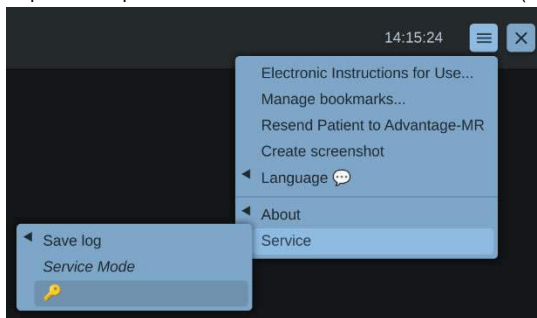 14:15:24
Electronic Instructions for Use...
Manage bookmarks...
Resend Patient to Advantage-MR
Create screenshot
Language
About
Service
Save log
Service Mode